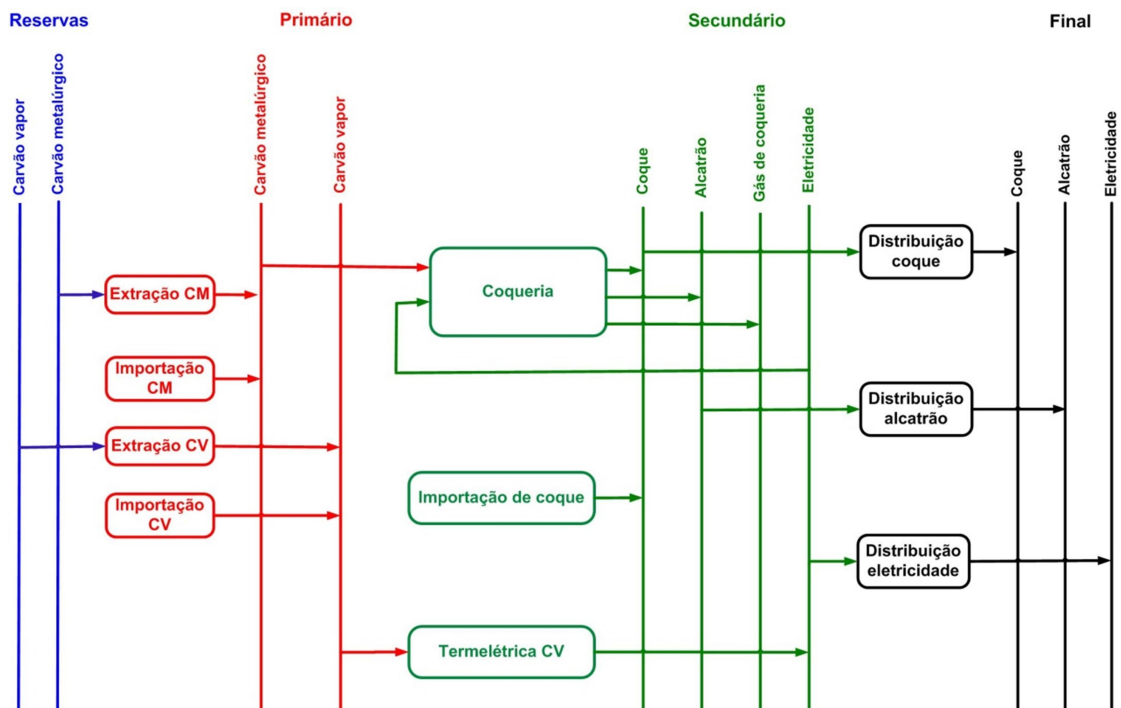 Reservas
Primário
Secundário
Final
Carvão vapor
Carvão metalúrgico
Carvão metalúrgico
Carvão vapor
Coque
Alcatrão
Gás de coqueria
Eletricidade
Coque
Alcatrão
Eletricidade
Distribuição
coque
Extração CM
Coqueria
Importação
CM
Distribuição
alcatrão
Extração CV
Importação
CV
Importação de coque
Distribuição
eletricidade
Termelétrica CV